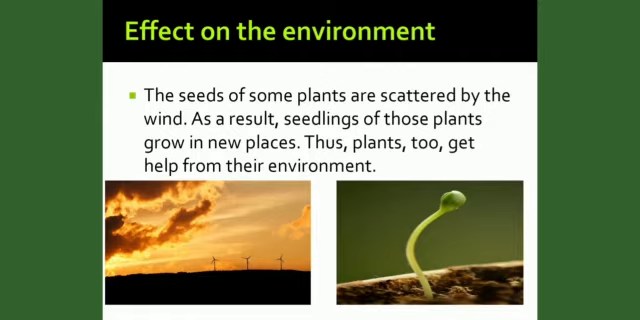 Effect on the environment
The seeds of some plants are scattered by the
wind. As a result, seedlings of those plants
grow in new places. Thus, plants, too, get
help from their environment.